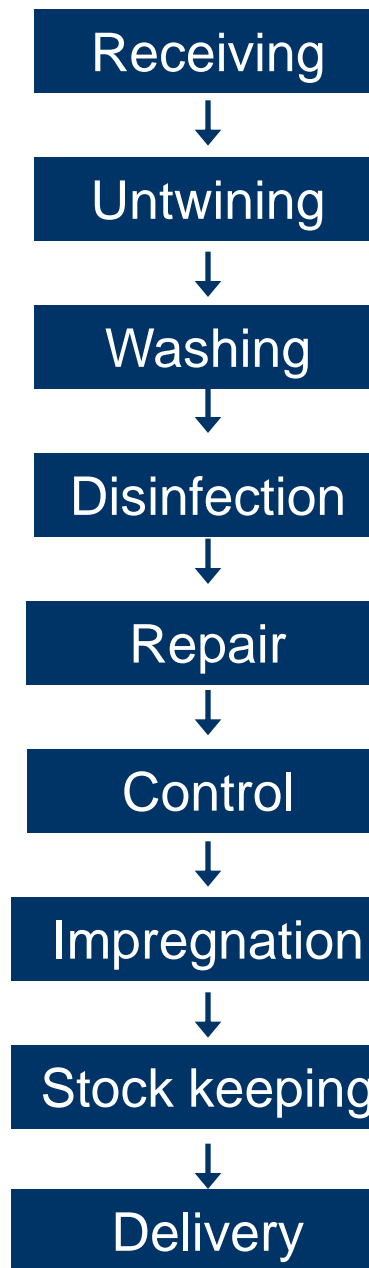 Receiving
Untwining
Washing
Disinfection
Repair
Control
Impregnation
Stock keeping
Delivery